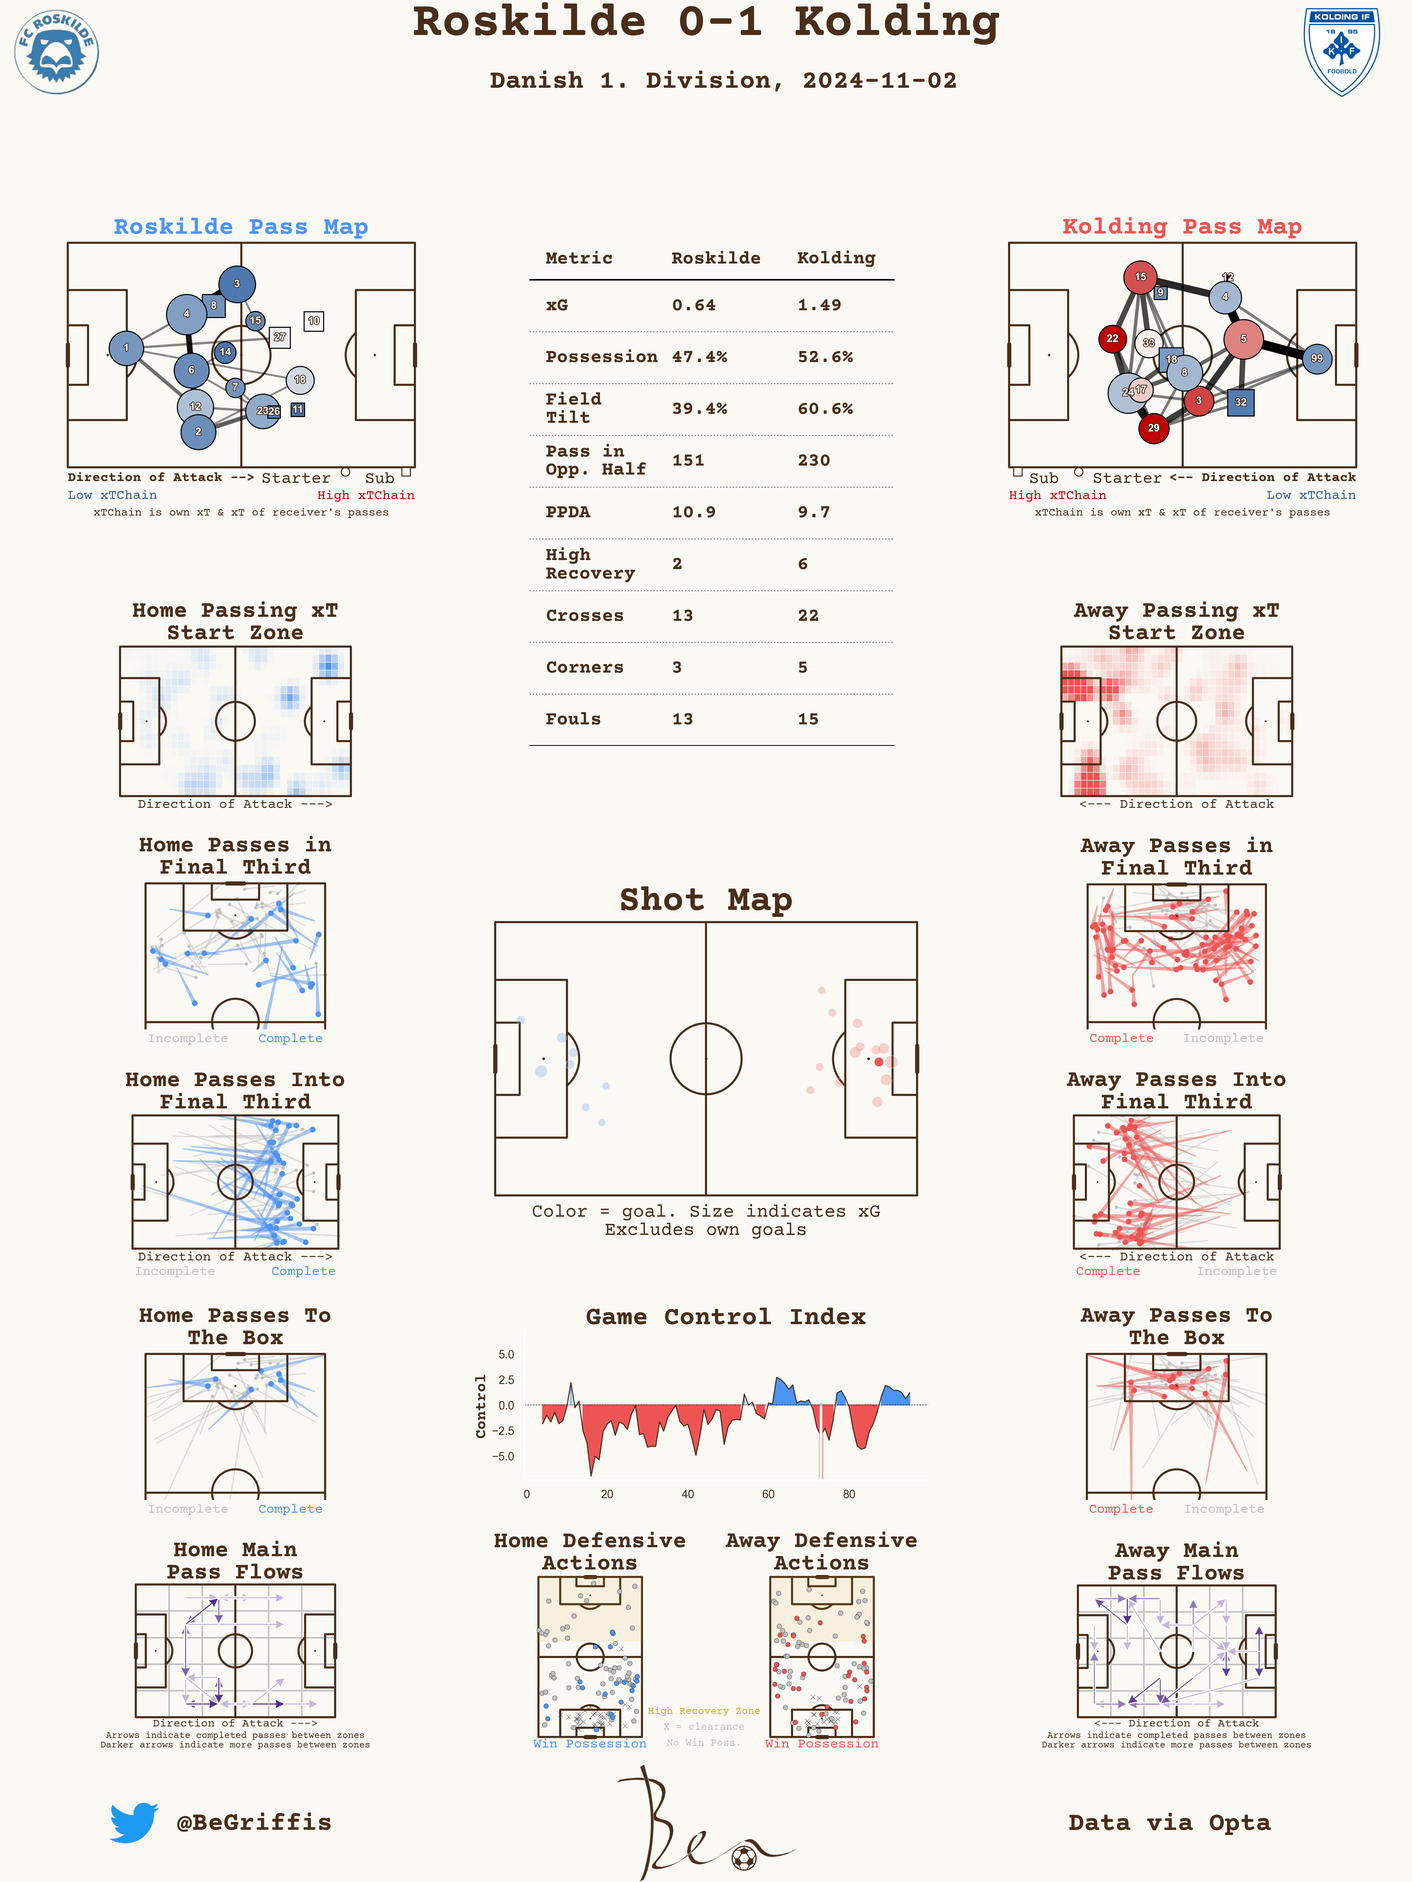 Roskilde 0-1 Kolding
Danish 1. Division, 2024-11-02
FC ROSKILDE
KOLDING IF
18 95
K I F
FODBOLD
Roskilde Pass Map
3
8
4
15
10
27
1
14
6
18
7
12
23
26
11
2
Direction of Attack --> Starter Sub
Low xTChain High xTChain
xTChain is own xT & xT of receiver's passes
Metric Roskilde Kolding
xG 0.64 1.49
Possession 47.4% 52.6%
Field
Tilt 39.4% 60.6%
Pass in
Opp. Half 151 230
PPDA 10.9 9.7
High
Recovery 2 6
Crosses 13 22
Corners 3 5
Fouls 13 15
Kolding Pass Map
15
12
9
4
22
33
5
18
99
8
24
17
3
32
29
Sub Starter <-- Direction of Attack
High xTChain Low xTChain
xTChain is own xT & xT of receiver's passes
Home Passing xT
Start Zone
Direction of Attack --->
Away Passing xT
Start Zone
<--- Direction of Attack
Home Passes in
Final Third
Incomplete Complete
Away Passes in
Final Third
Complete Incomplete
Shot Map
Color = goal. Size indicates xG
Excludes own goals
Home Passes Into
Final Third
Direction of Attack --->
Incomplete Complete
Away Passes Into
Final Third
<--- Direction of Attack
Complete Incomplete
Home Passes To
The Box
Incomplete Complete
Game Control Index
Control
5.0
2.5
0.0
−2.5
−5.0
0 20 40 60 80
Away Passes To
The Box
Complete Incomplete
Home Main
Pass Flows
Direction of Attack --->
Arrows indicate completed passes between zones
Darker arrows indicate more passes between zones
Home Defensive
Actions
Win Possession
Away Defensive
Actions
Win Possession
High Recovery Zone
X = clearance
No Win Poss.
Away Main
Pass Flows
<--- Direction of Attack
Arrows indicate completed passes between zones
Darker arrows indicate more passes between zones
@BeGriffis
Ben
Data via Opta